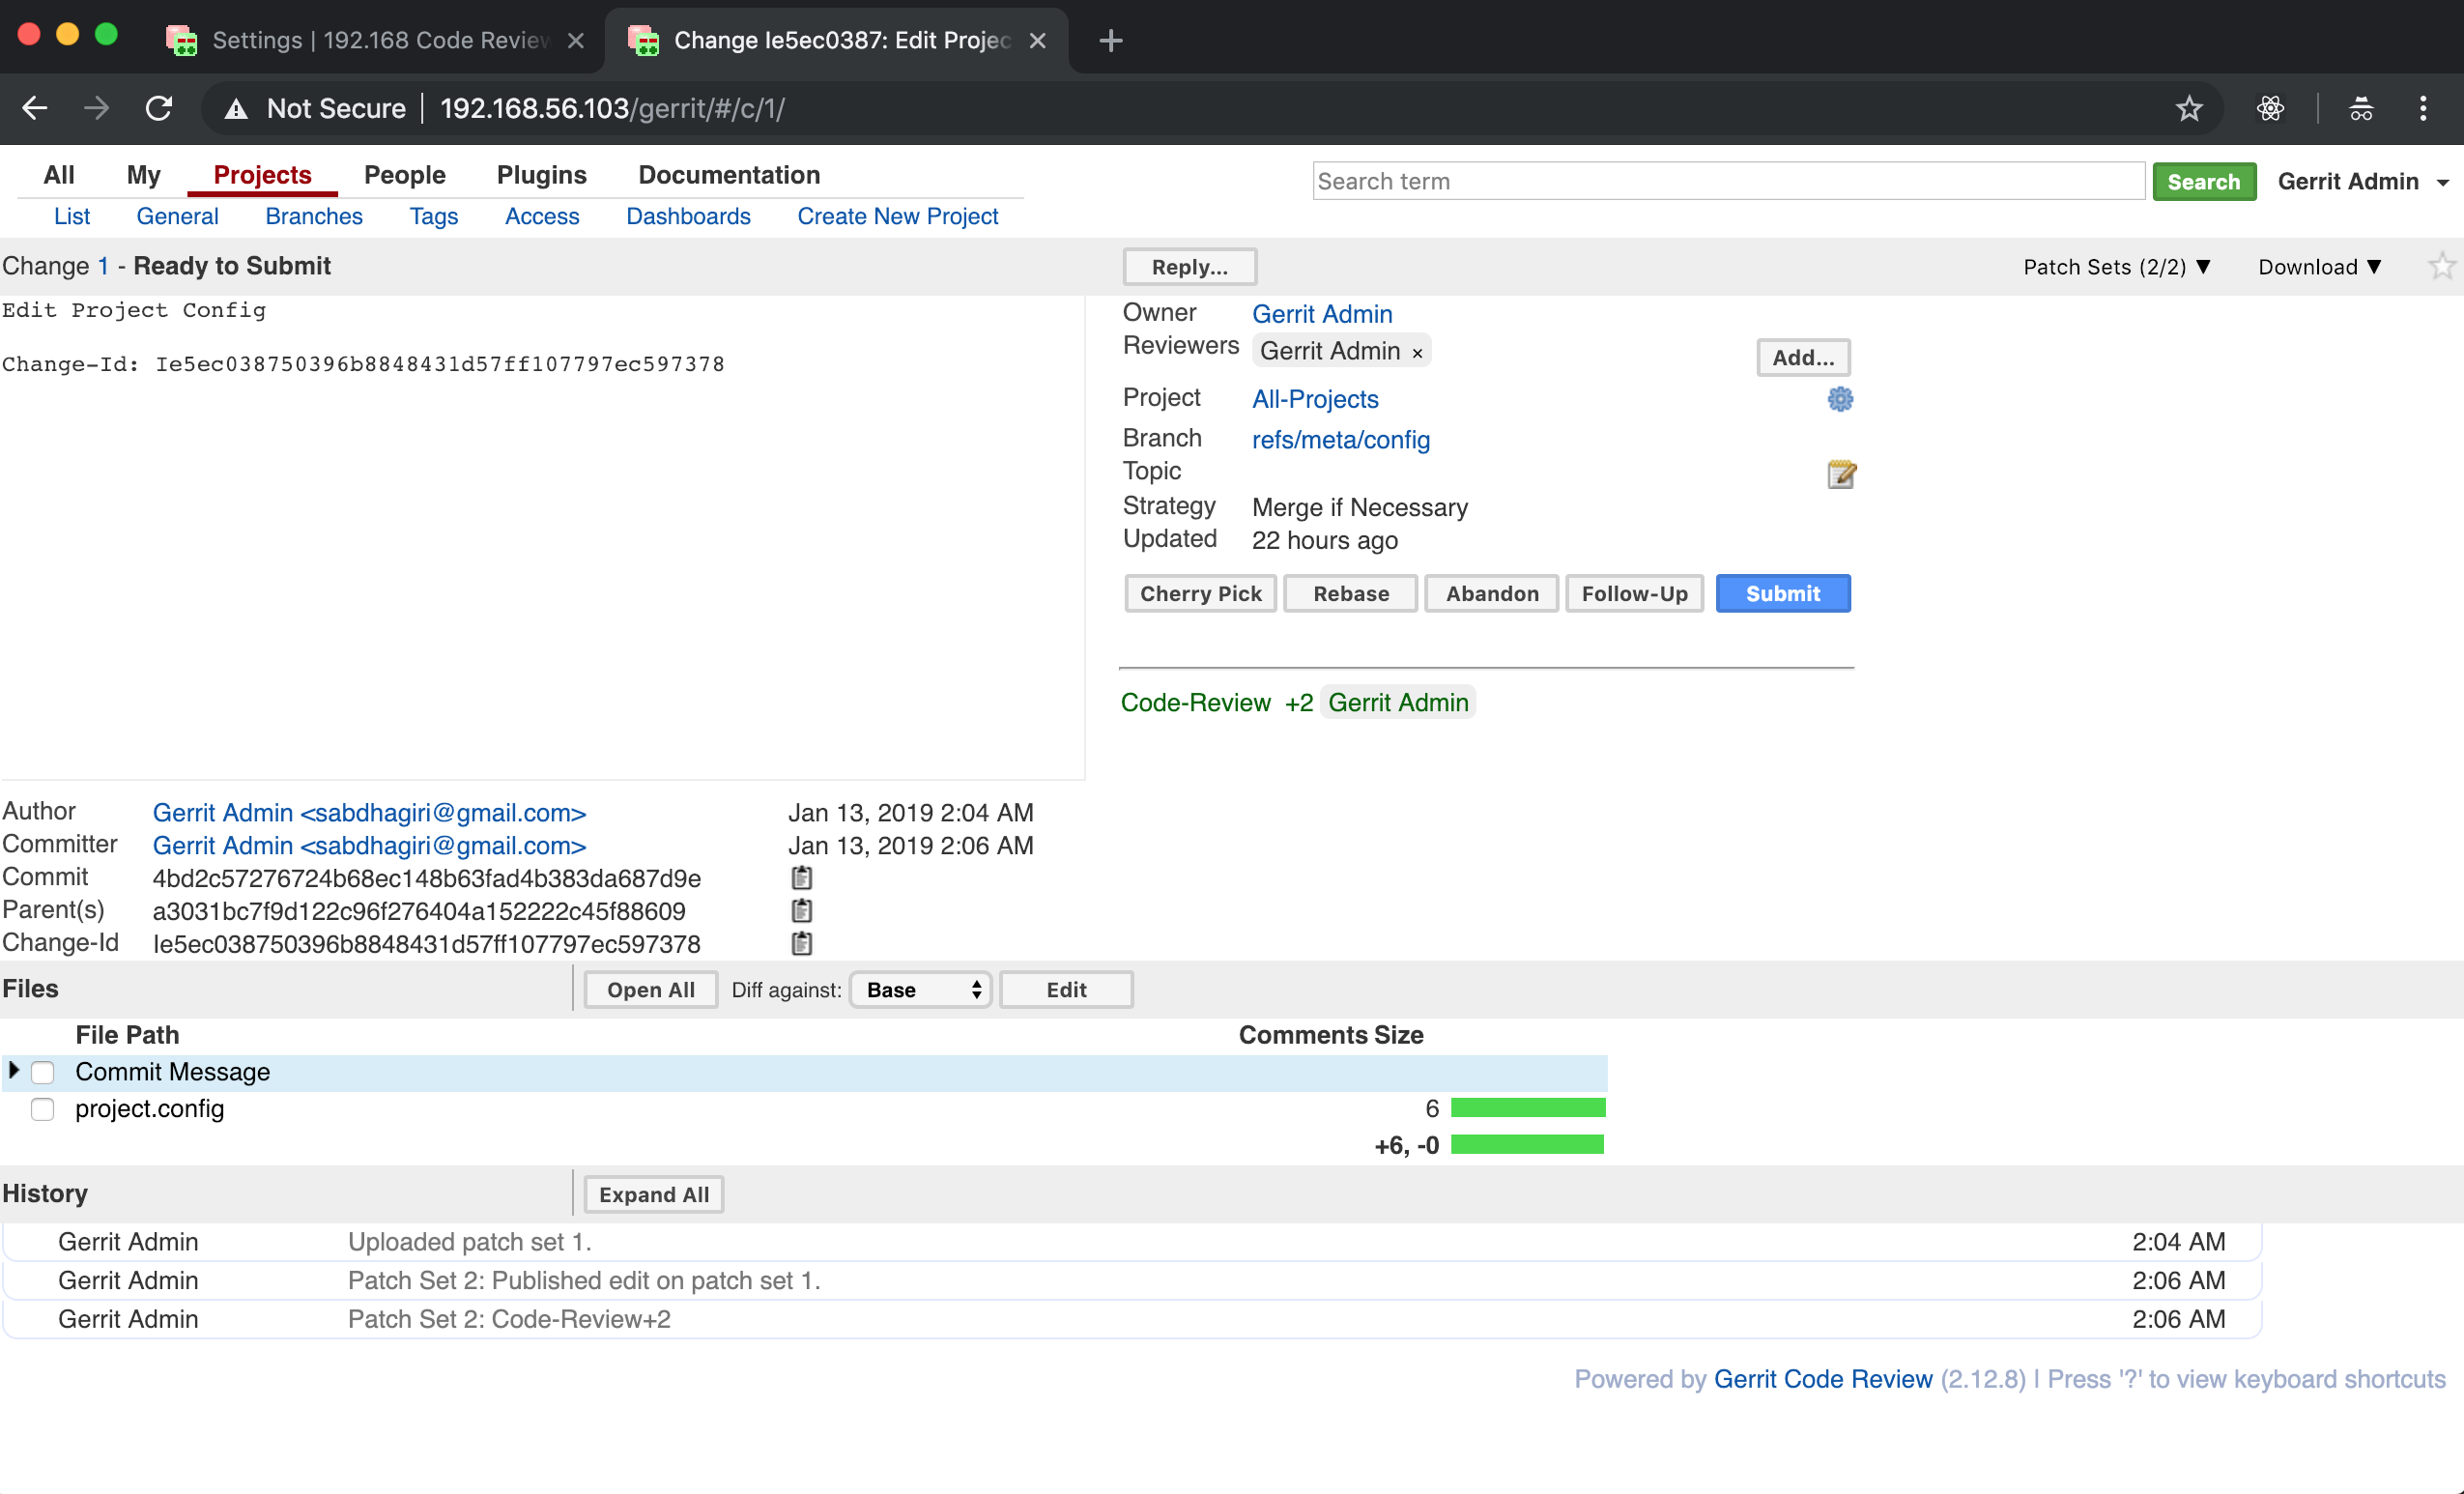 Settings | 192.168 Code Review
Change Ie5ec0387: Edit Projec
Not Secure | 192.168.56.103/gerrit/#/c/1/
All My Projects People Plugins Documentation
Search term Search Gerrit Admin
List General Branches Tags Access Dashboards Create New Project
Change 1 - Ready to Submit Reply... Patch Sets (2/2) ▼ Download ▼
Edit Project Config
Change-Id: Ie5ec038750396b8848431d57ff107797ec597378
Owner Gerrit Admin
Reviewers Gerrit Admin × Add...
Project All-Projects
Branch refs/meta/config
Topic
Strategy Merge if Necessary
Updated 22 hours ago
Cherry Pick Rebase Abandon Follow-Up Submit
Code-Review +2 Gerrit Admin
Author Gerrit Admin <sabdhagiri@gmail.com> Jan 13, 2019 2:04 AM
Committer Gerrit Admin <sabdhagiri@gmail.com> Jan 13, 2019 2:06 AM
Commit 4bd2c57276724b68ec148b63fad4b383da687d9e
Parent(s) a3031bc7f9d122c96f276404a152222c45f88609
Change-Id Ie5ec038750396b8848431d57ff107797ec597378
Files Open All Diff against: Base Edit
File Path Comments Size
Commit Message
project.config 6
+6, -0
History Expand All
Gerrit Admin Uploaded patch set 1. 2:04 AM
Gerrit Admin Patch Set 2: Published edit on patch set 1. 2:06 AM
Gerrit Admin Patch Set 2: Code-Review+2 2:06 AM
Powered by Gerrit Code Review (2.12.8) | Press '?' to view keyboard shortcuts